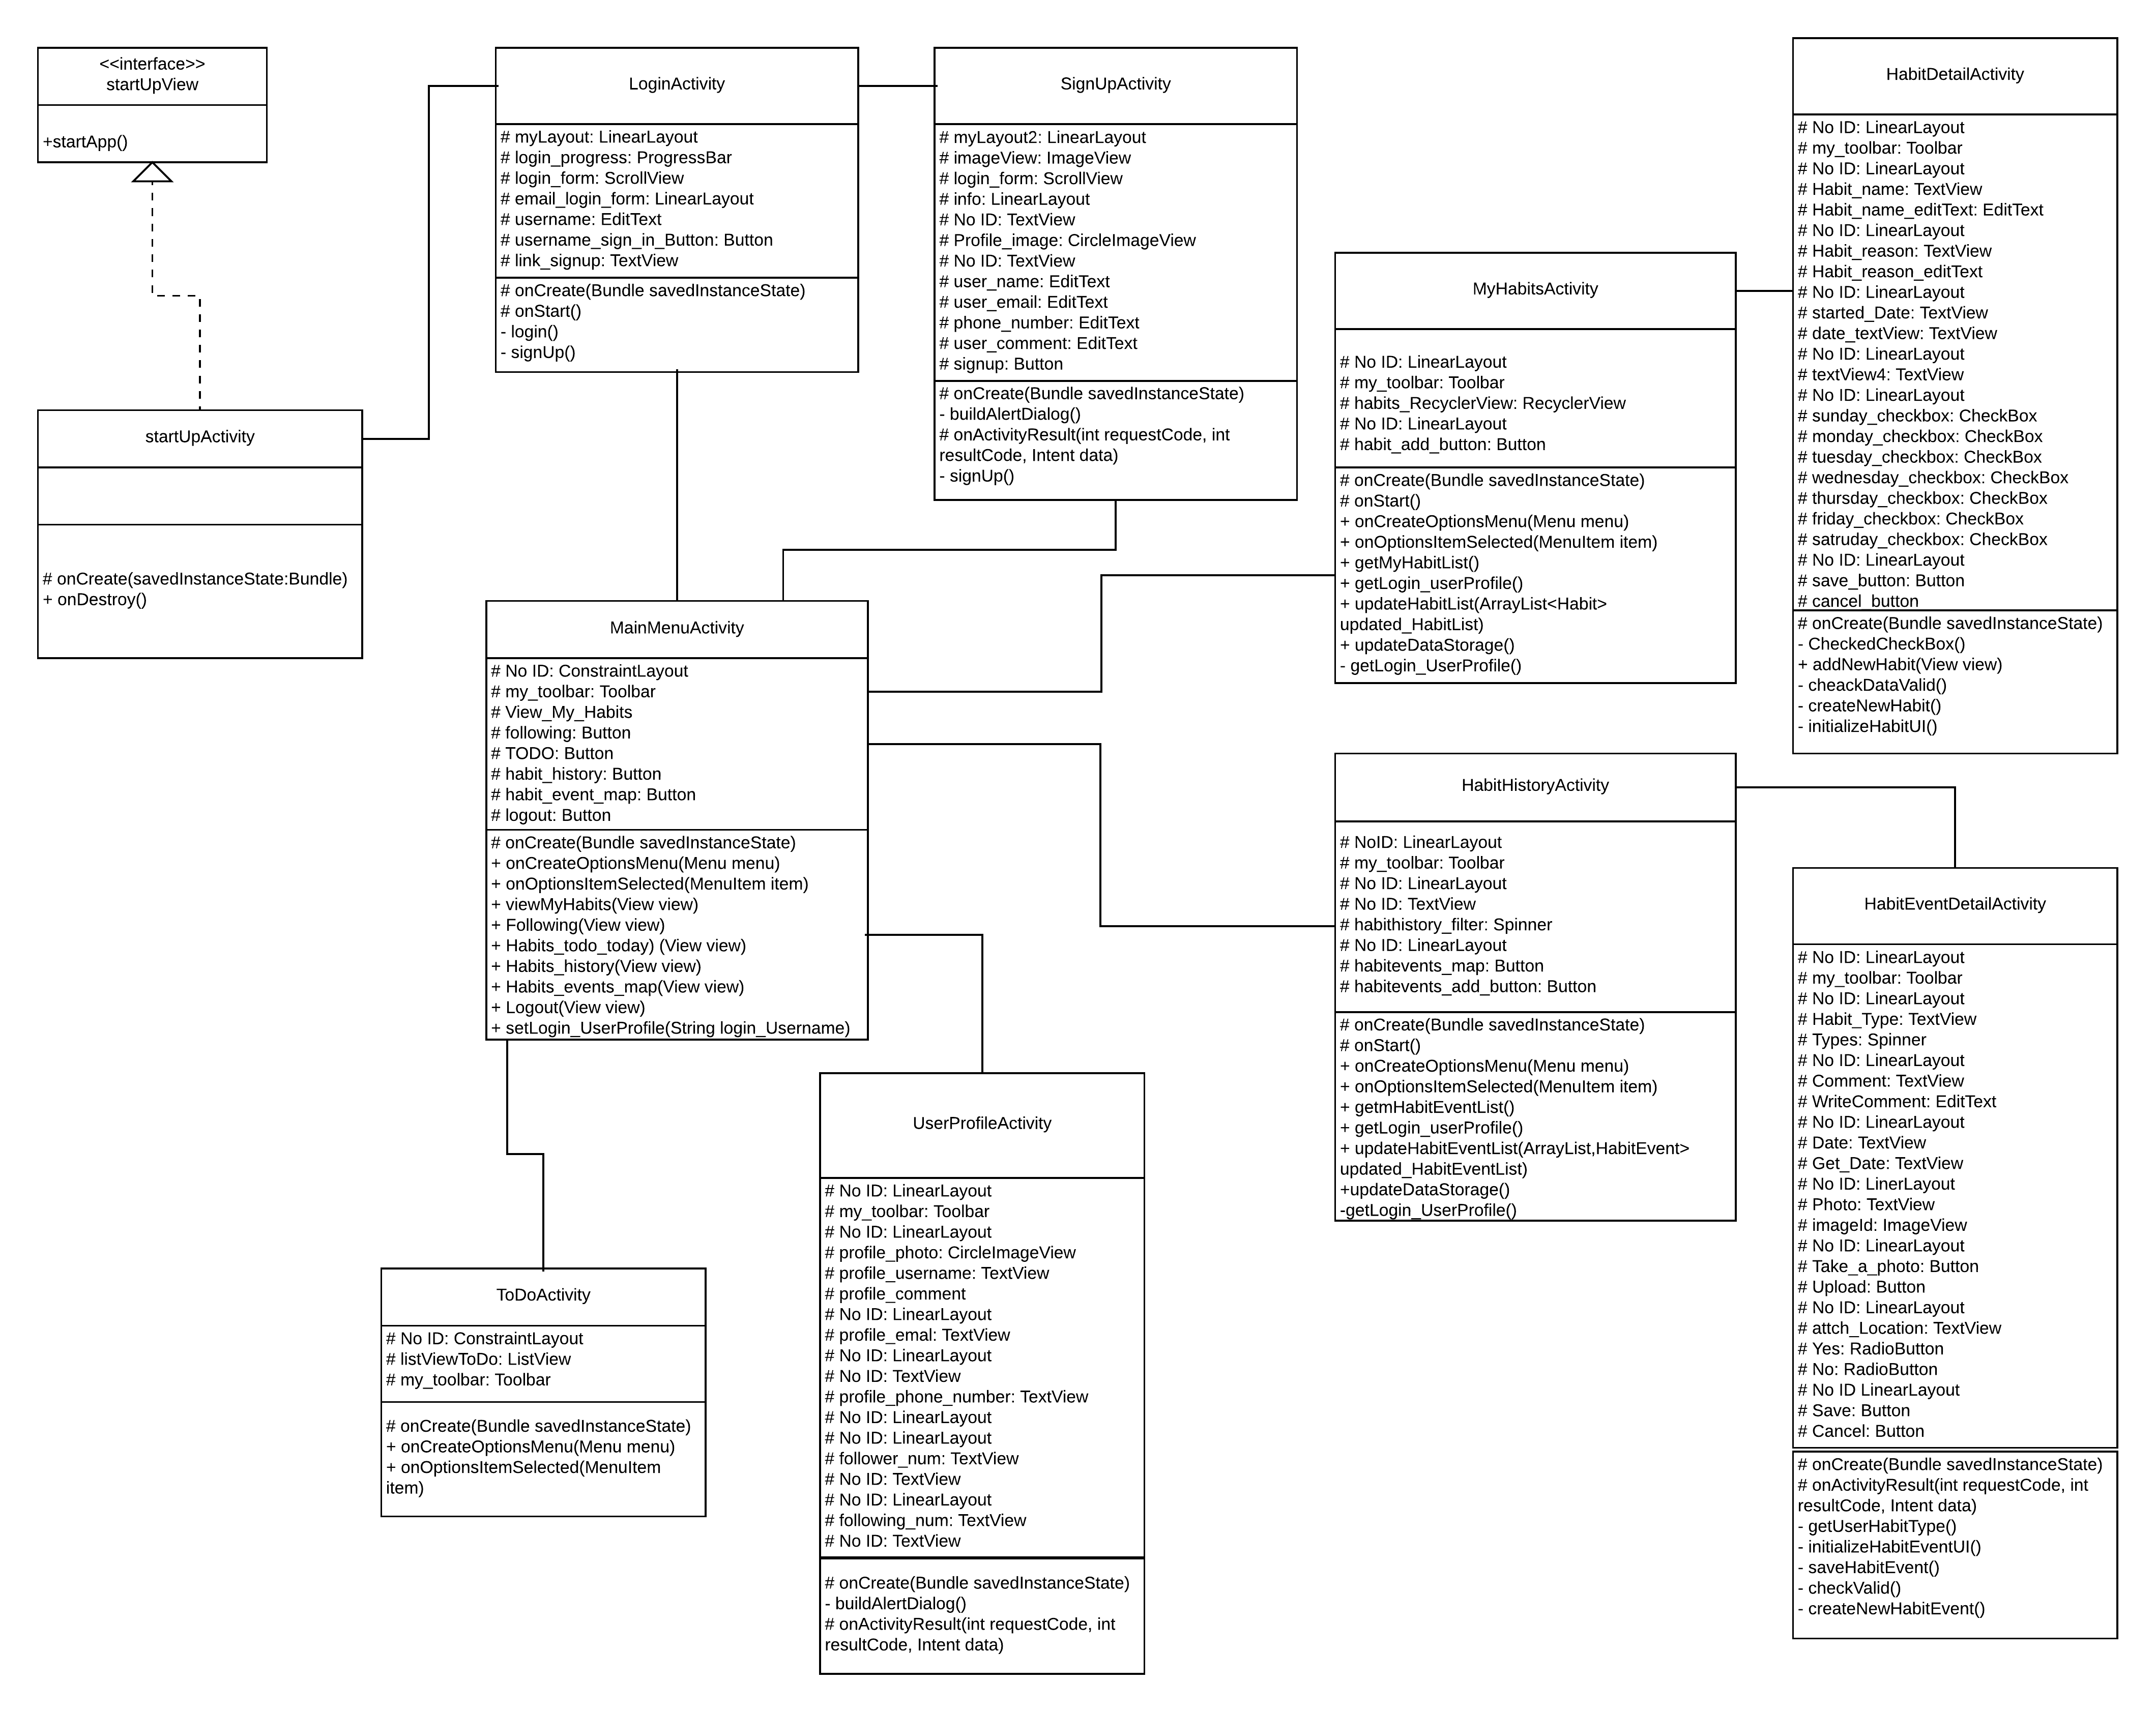 <<interface>>
startUpView
+startApp()
startUpActivity
# onCreate(savedInstanceState:Bundle)
+ onDestroy()
LoginActivity
# myLayout: LinearLayout
# login_progress: ProgressBar
# login_form: ScrollView
# email_login_form: LinearLayout
# username: EditText
# username_sign_in_Button: Button
# link_signup: TextView
# onCreate(Bundle savedInstanceState)
# onStart()
- login()
- signUp()
SignUpActivity
# myLayout2: LinearLayout
# imageView: ImageView
# login_form: ScrollView
# info: LinearLayout
# No ID: TextView
# Profile_image: CircleImageView
# No ID: TextView
# user_name: EditText
# user_email: EditText
# phone_number: EditText
# user_comment: EditText
# signup: Button
# onCreate(Bundle savedInstanceState)
- buildAlertDialog()
# onActivityResult(int requestCode, int
resultCode, Intent data)
- signUp()
MainMenuActivity
# No ID: ConstraintLayout
# my_toolbar: Toolbar
# View_My_Habits
# following: Button
# TODO: Button
# habit_history: Button
# habit_event_map: Button
# logout: Button
# onCreate(Bundle savedInstanceState)
+ onCreateOptionsMenu(Menu menu)
+ onOptionsItemSelected(MenuItem item)
+ viewMyHabits(View view)
+ Following(View view)
+ Habits_todo_today) (View view)
+ Habits_history(View view)
+ Habits_events_map(View view)
+ Logout(View view)
+ setLogin_UserProfile(String login_Username)
ToDoActivity
# No ID: ConstraintLayout
# listViewToDo: ListView
# my_toolbar: Toolbar
# onCreate(Bundle savedInstanceState)
+ onCreateOptionsMenu(Menu menu)
+ onOptionsItemSelected(MenuItem
item)
UserProfileActivity
# No ID: LinearLayout
# my_toolbar: Toolbar
# No ID: LinearLayout
# profile_photo: CircleImageView
# profile_username: TextView
# profile_comment
# No ID: LinearLayout
# profile_emal: TextView
# No ID: LinearLayout
# No ID: TextView
# profile_phone_number: TextView
# No ID: LinearLayout
# No ID: LinearLayout
# follower_num: TextView
# No ID: TextView
# No ID: LinearLayout
# following_num: TextView
# No ID: TextView
# onCreate(Bundle savedInstanceState)
- buildAlertDialog()
# onActivityResult(int requestCode, int
resultCode, Intent data)
MyHabitsActivity
# No ID: LinearLayout
# my_toolbar: Toolbar
# habits_RecyclerView: RecyclerView
# No ID: LinearLayout
# habit_add_button: Button
# onCreate(Bundle savedInstanceState)
# onStart()
+ onCreateOptionsMenu(Menu menu)
+ onOptionsItemSelected(MenuItem item)
+ getMyHabitList()
+ getLogin_userProfile()
+ updateHabitList(ArrayList<Habit>
updated_HabitList)
+ updateDataStorage()
- getLogin_UserProfile()
HabitHistoryActivity
# NoID: LinearLayout
# my_toolbar: Toolbar
# No ID: LinearLayout
# No ID: TextView
# habithistory_filter: Spinner
# No ID: LinearLayout
# habitevents_map: Button
# habitevents_add_button: Button
# onCreate(Bundle savedInstanceState)
# onStart()
+ onCreateOptionsMenu(Menu menu)
+ onOptionsItemSelected(MenuItem item)
+ getmHabitEventList()
+ getLogin_userProfile()
+ updateHabitEventList(ArrayList,HabitEvent>
updated_HabitEventList)
+updateDataStorage()
-getLogin_UserProfile()
HabitDetailActivity
# No ID: LinearLayout
# my_toolbar: Toolbar
# No ID: LinearLayout
# Habit_name: TextView
# Habit_name_editText: EditText
# No ID: LinearLayout
# Habit_reason: TextView
# Habit_reason_editText
# No ID: LinearLayout
# started_Date: TextView
# date_textView: TextView
# No ID: LinearLayout
# textView4: TextView
# No ID: LinearLayout
# sunday_checkbox: CheckBox
# monday_checkbox: CheckBox
# tuesday_checkbox: CheckBox
# wednesday_checkbox: CheckBox
# thursday_checkbox: CheckBox
# friday_checkbox: CheckBox
# satruday_checkbox: CheckBox
# No ID: LinearLayout
# save_button: Button
# cancel_button
# onCreate(Bundle savedInstanceState)
- CheckedCheckBox()
+ addNewHabit(View view)
- cheackDataValid()
- createNewHabit()
- initializeHabitUI()
HabitEventDetailActivity
# No ID: LinearLayout
# my_toolbar: Toolbar
# No ID: LinearLayout
# Habit_Type: TextView
# Types: Spinner
# No ID: LinearLayout
# Comment: TextView
# WriteComment: EditText
# No ID: LinearLayout
# Date: TextView
# Get_Date: TextView
# No ID: LinerLayout
# Photo: TextView
# imageId: ImageView
# No ID: LinearLayout
# Take_a_photo: Button
# Upload: Button
# No ID: LinearLayout
# attch_Location: TextView
# Yes: RadioButton
# No: RadioButton
# No ID LinearLayout
# Save: Button
# Cancel: Button
# onCreate(Bundle savedInstanceState)
# onActivityResult(int requestCode, int
resultCode, Intent data)
- getUserHabitType()
- initializeHabitEventUI()
- saveHabitEvent()
- checkValid()
- createNewHabitEvent()